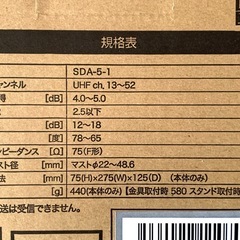 規格表
SDA-5-1
ャンネル UHF ch. 13~52
得 [dB] 4.0~5.0
2.5以下
[dB] 12~18
[度] 78~65
ンピーダンス [Ω] 75(F形)
スト径 [mm] マストφ22~48.6
法 [mm] 75(H)×275(W)×125(D) (本体のみ)
[g] 440(本体のみ)【金具取付時 580 スタンド取付時
送は受信できません。